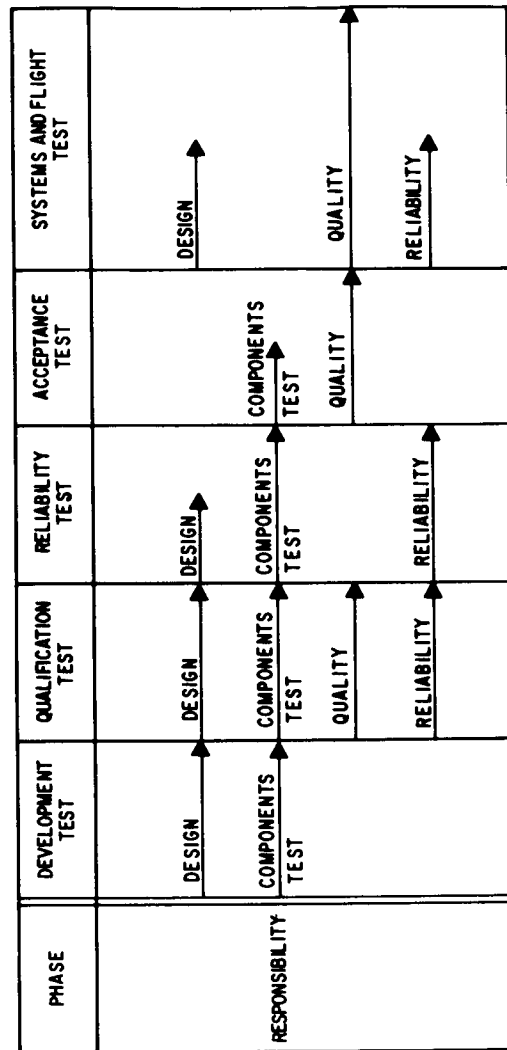 PHASE
DEVELOPMENT
TEST
QUALIFICATION
TEST
RELIABILITY
TEST
ACCEPTANCE
TEST
SYSTEMS AND FLIGHT
TEST
RESPONSIBILITY
DESIGN
DESIGN
DESIGN
DESIGN
COMPONENTS
TEST
COMPONENTS
TEST
COMPONENTS
TEST
COMPONENTS
TEST
QUALITY
QUALITY
QUALITY
RELIABILITY
RELIABILITY
RELIABILITY